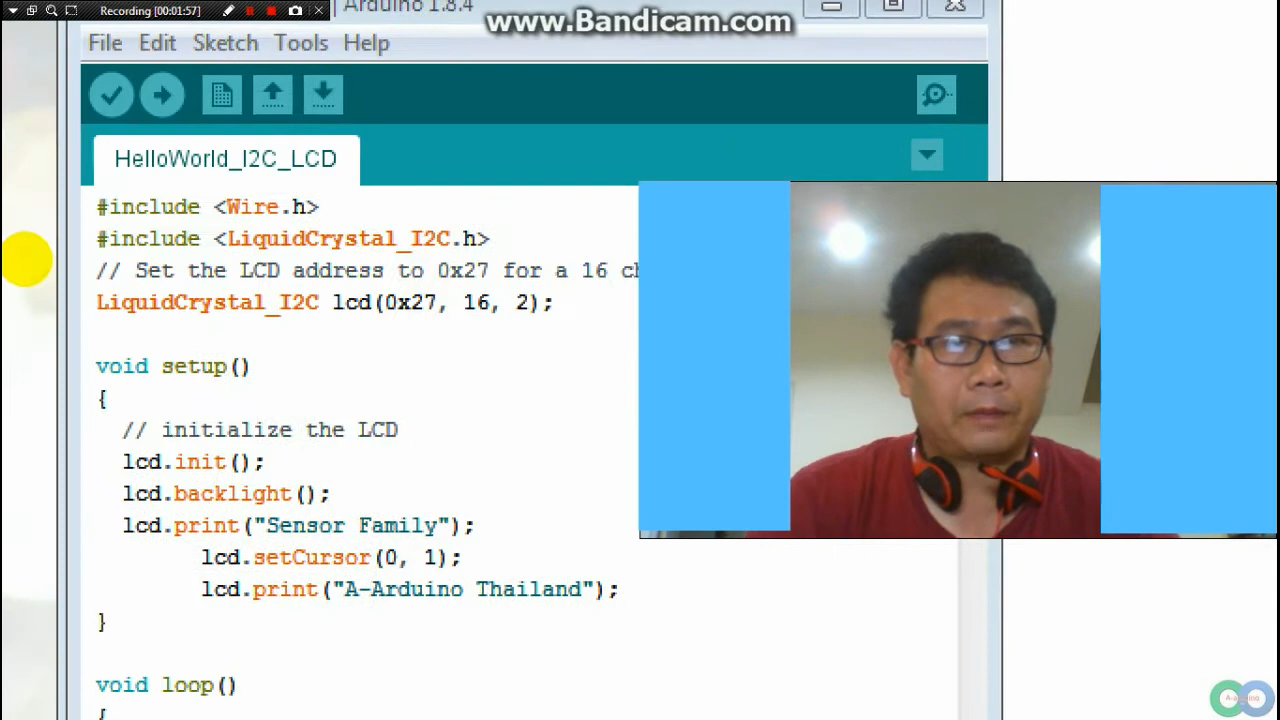 Recording [00:01:57]
Arduino 1.8.4
www.Bandicam.com
File Edit Sketch Tools Help
HelloWorld_I2C_LCD
#include <Wire.h>
#include <LiquidCrystal_I2C.h>
// Set the LCD address to 0x27 for a 16 ch
LiquidCrystal_I2C lcd(0x27, 16, 2);
void setup()
{
// initialize the LCD
lcd.init();
lcd.backlight();
lcd.print("Sensor Family");
lcd.setCursor(0, 1);
lcd.print("A-Arduino Thailand");
}
void loop()
{